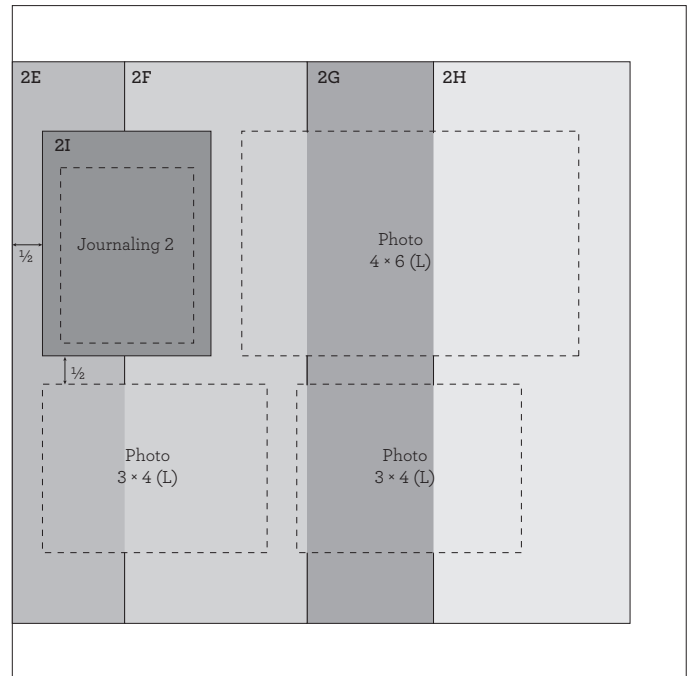 2E
2F
2G
2H
2I
Journaling 2
½
Photo
4 × 6 (L)
½
Photo
3 × 4 (L)
Photo
3 × 4 (L)